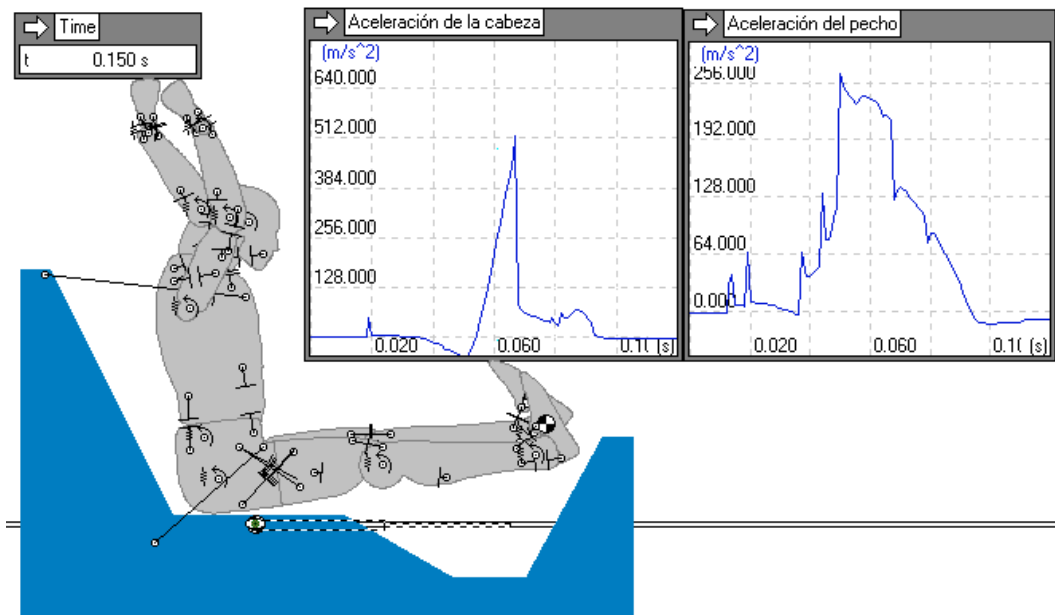 Time
t 0.150 s
Aceleración de la cabeza
(m/s^2)
640.000
512.000
384.000
256.000
128.000
0.020 0.060 0.10 (s)
Aceleración del pecho
(m/s^2)
256.000
192.000
128.000
64.000
0.000
0.020 0.060 0.10 (s)